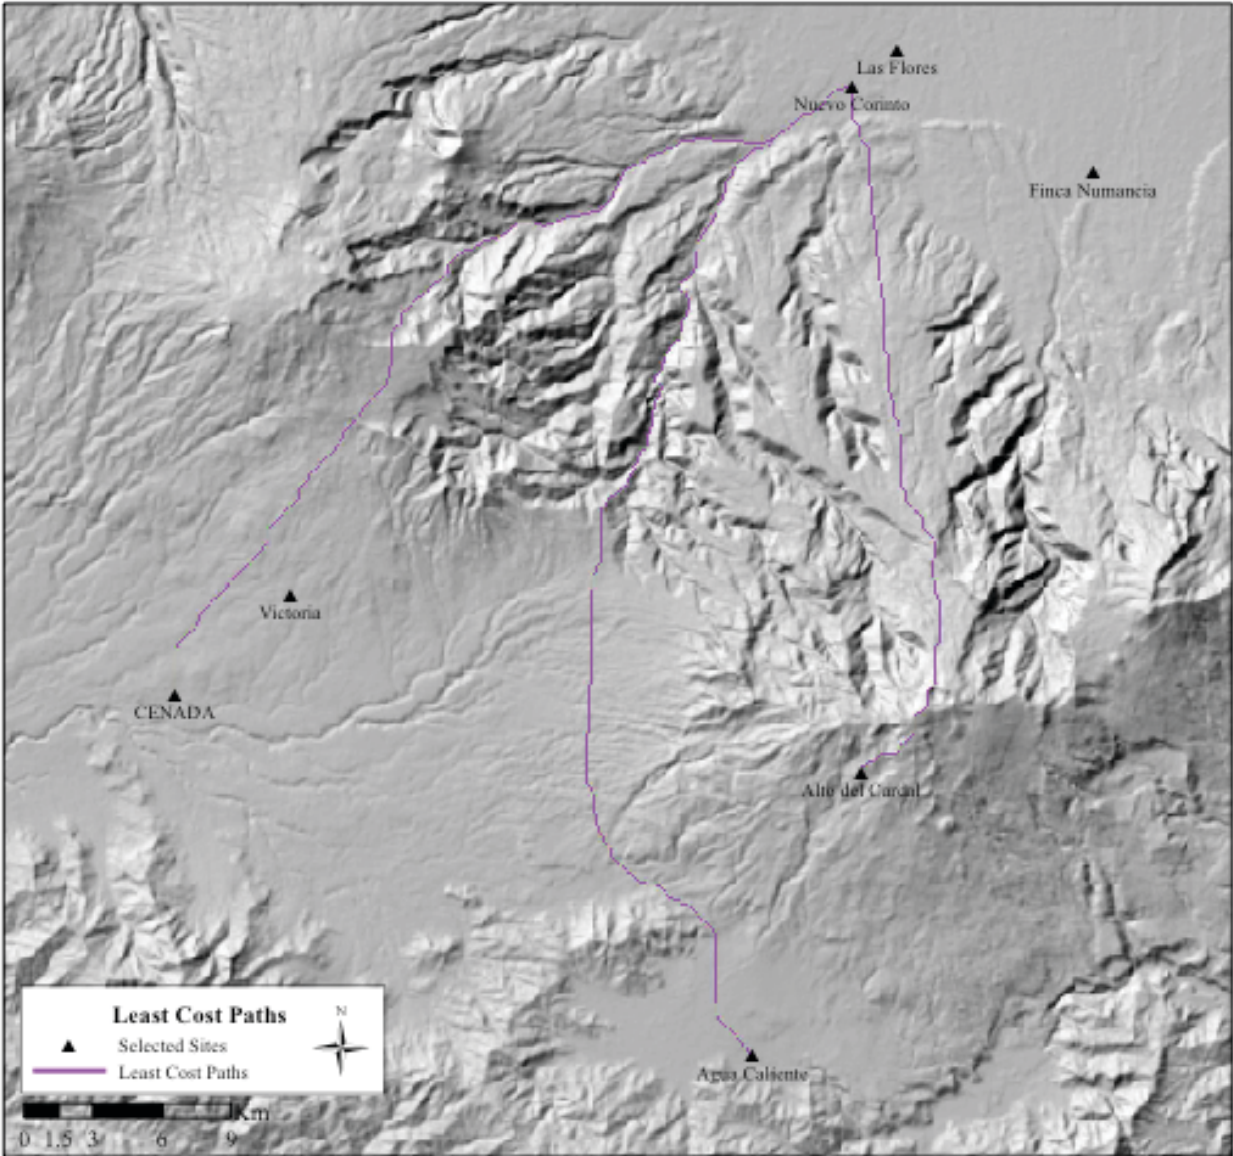 Las Flores
Nuevo Corinto
Finca Numancia
Victoria
CENADA
Alto del Cardal
Agua Caliente
Least Cost Paths
N
Selected Sites
Least Cost Paths
Km
0 1.5 3 6 9